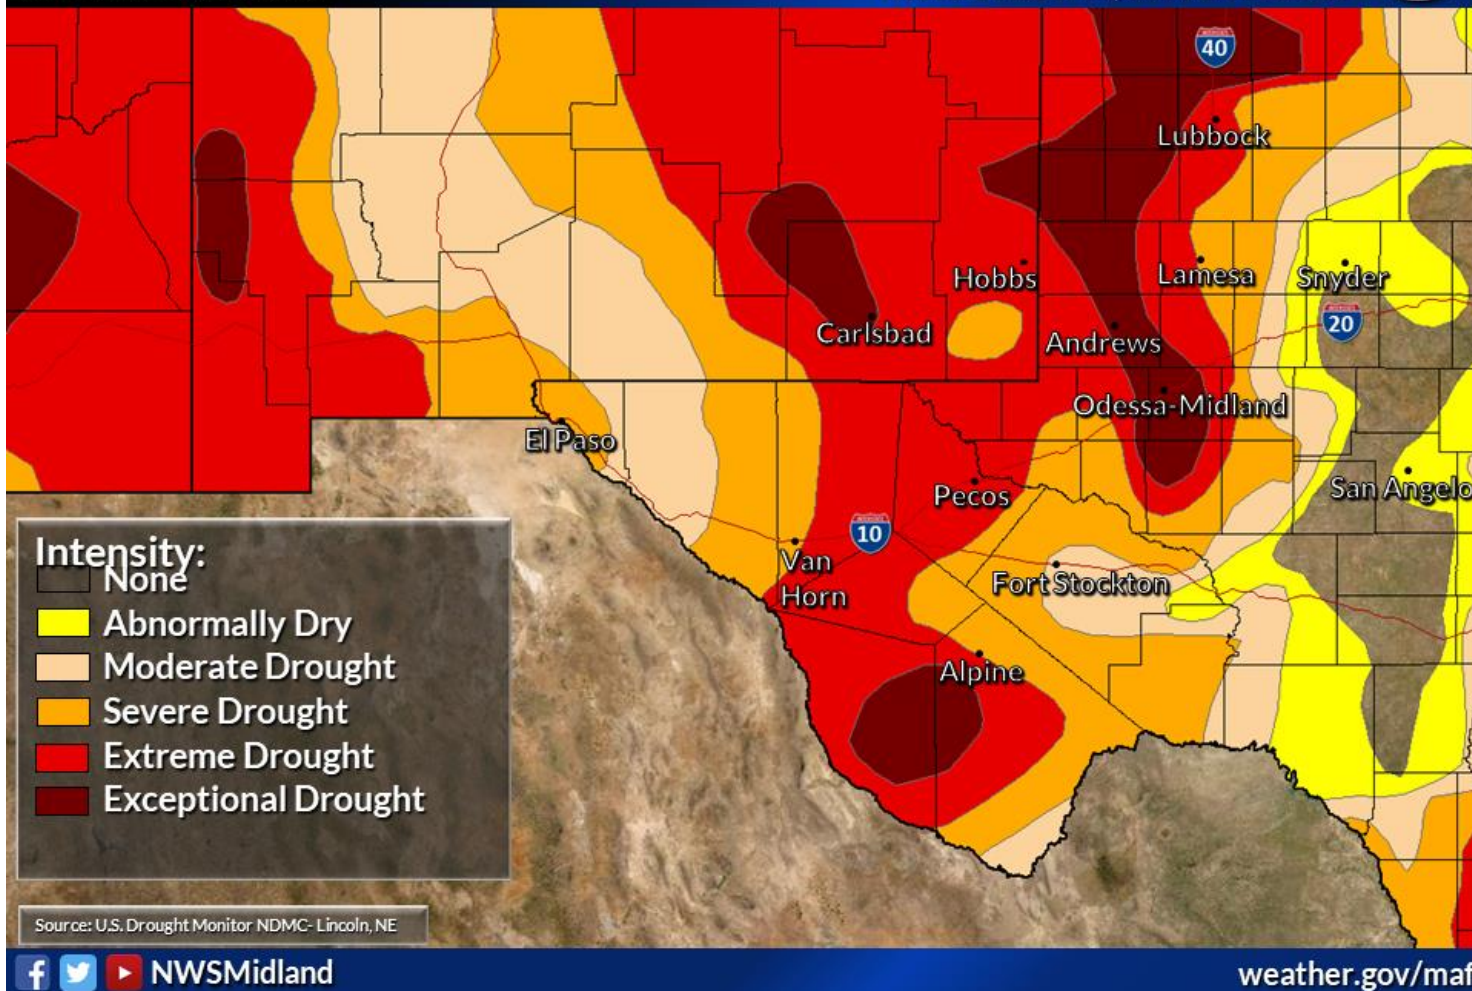 40
Lubbock
Hobbs
Lamesa
Snyder
20
Carlsbad
Andrews
Odessa-Midland
El Paso
Pecos
San Angelo
10
Van
Horn
Fort Stockton
Alpine
Intensity:
None
Abnormally Dry
Moderate Drought
Severe Drought
Extreme Drought
Exceptional Drought
Source: U.S. Drought Monitor NDMC- Lincoln, NE
NWSMidland
weather.gov/maf